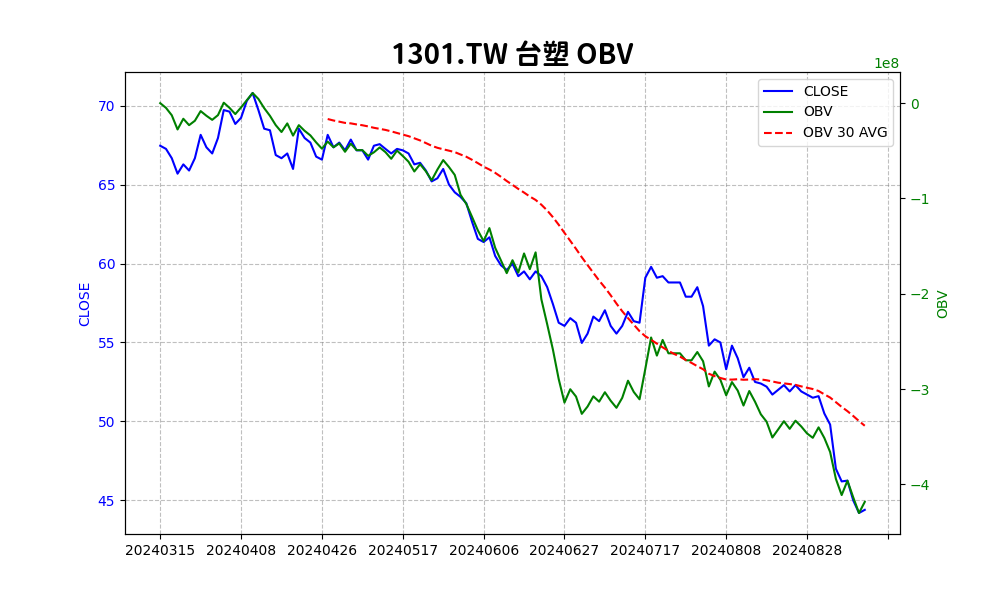 1301.TW 台塑 OBV
1e8
CLOSE
OBV
OBV 30 AVG
70
65
60
55
50
45
CLOSE
0
−1
−2
−3
−4
OBV
20240315 20240408 20240426 20240517 20240606 20240627 20240717 20240808 20240828